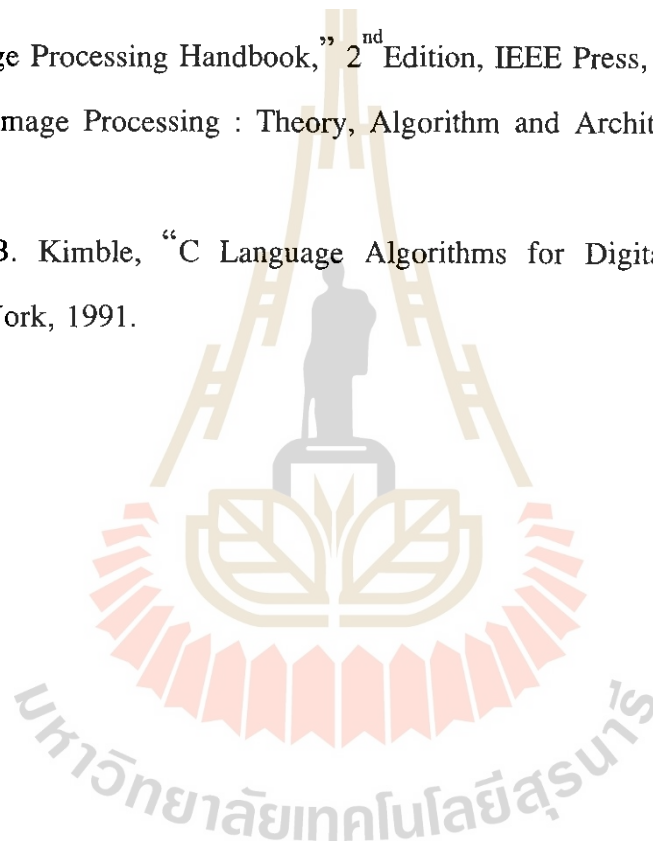 ge Processing Handbook,” 2nd Edition, IEEE Press,
mage Processing : Theory, Algorithm and Archit
B. Kimble, “C Language Algorithms for Digita
York, 1991.
มหาวิทยาลัยเทคโนโลยีสุรนารี